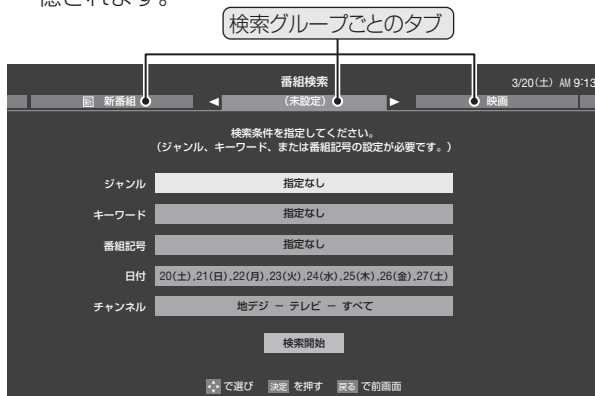 憶されます。
検索グループごとのタブ
番組検索
3/20(土) AM 9:13
新 新番組
◀
(未設定)
▶
映画
検索条件を指定してください。
(ジャンル、キーワード、または番組記号の設定が必要です。)
ジャンル 指定なし
キーワード 指定なし
番組記号 指定なし
日付 20(土),21(日),22(月),23(火),24(水),25(木),26(金),27(土)
チャンネル 地デジ − テレビ − すべて
検索開始
で選び 決定 を押す 戻る で前画面